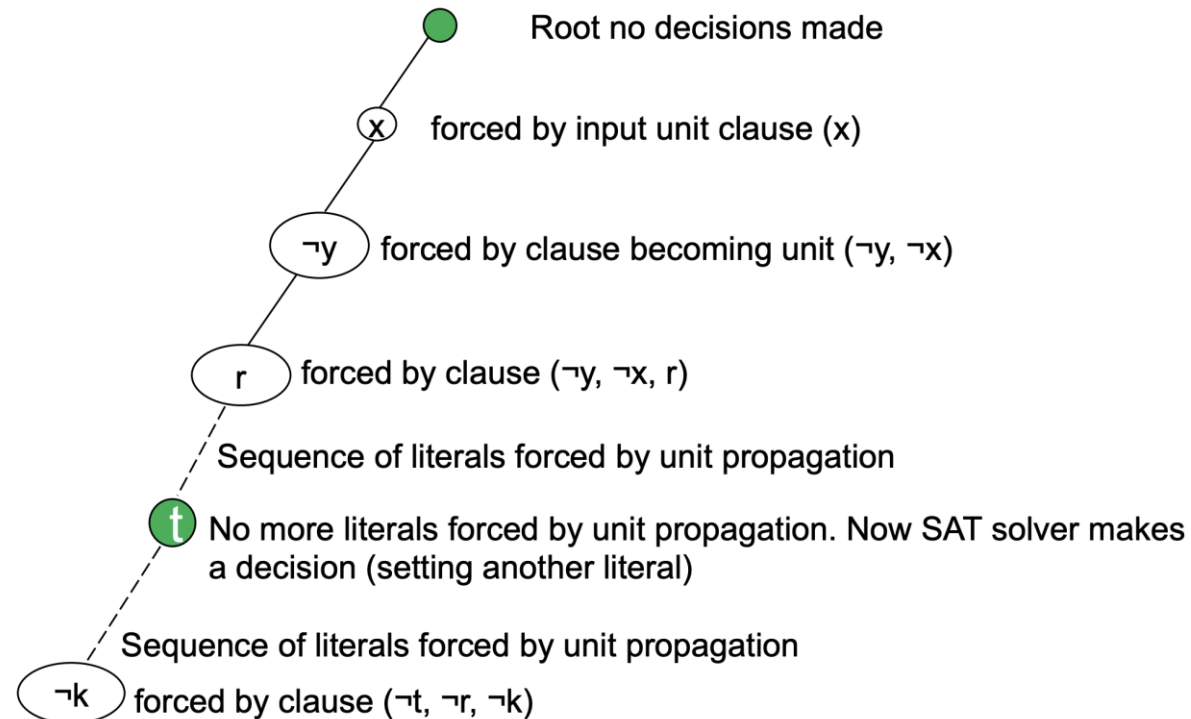 Root no decisions made
x
forced by input unit clause (x)
¬y
forced by clause becoming unit (¬y, ¬x)
r
forced by clause (¬y, ¬x, r)
Sequence of literals forced by unit propagation
t
No more literals forced by unit propagation. Now SAT solver makes
a decision (setting another literal)
Sequence of literals forced by unit propagation
¬k
forced by clause (¬t, ¬r, ¬k)